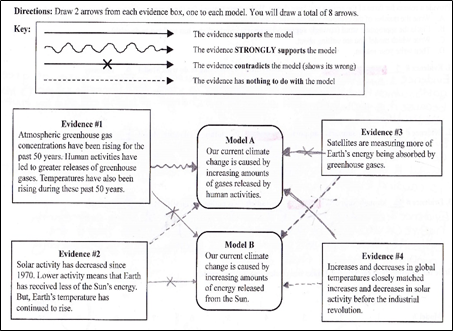 Directions: Draw 2 arrows from each evidence box, one to each model. You will draw a total of 8 arrows.
Key:
The evidence supports the model
The evidence STRONGLY supports the model
The evidence contradicts the model (shows its wrong)
The evidence has nothing to do with the model
Evidence #1
Atmospheric greenhouse gas
concentrations have been rising for the
past 50 years. Human activities have
led to greater releases of greenhouse
gases. Temperatures have also been
rising during these past 50 years.
Model A
Our current climate
change is caused by
increasing amounts
of gases released by
human activities.
Evidence #3
Satellites are measuring more of
Earth's energy being absorbed by
greenhouse gases.
Evidence #2
Solar activity has decreased since
1970. Lower activity means that Earth
has received less of the Sun's energy.
But, Earth's temperature has
continued to rise.
Model B
Our current climate
change is caused by
increasing amounts
of energy released
from the Sun.
Evidence #4
Increases and decreases in global
temperatures closely matched
increases and decreases in solar
activity before the industrial
revolution.